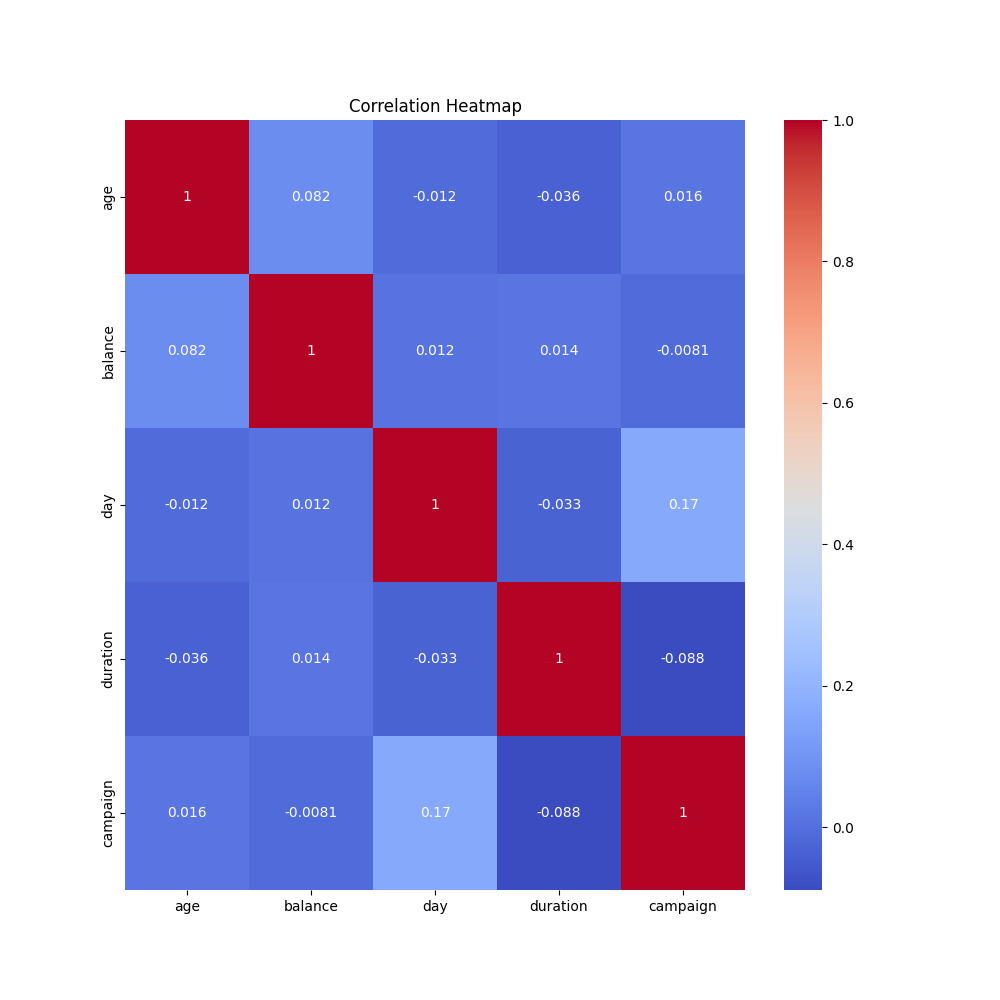 Correlation Heatmap
age 1 0.082 -0.012 -0.036 0.016
balance 0.082 1 0.012 0.014 -0.0081
day -0.012 0.012 1 -0.033 0.17
duration -0.036 0.014 -0.033 1 -0.088
campaign 0.016 -0.0081 0.17 -0.088 1
age balance day duration campaign
1.0
0.8
0.6
0.4
0.2
0.0